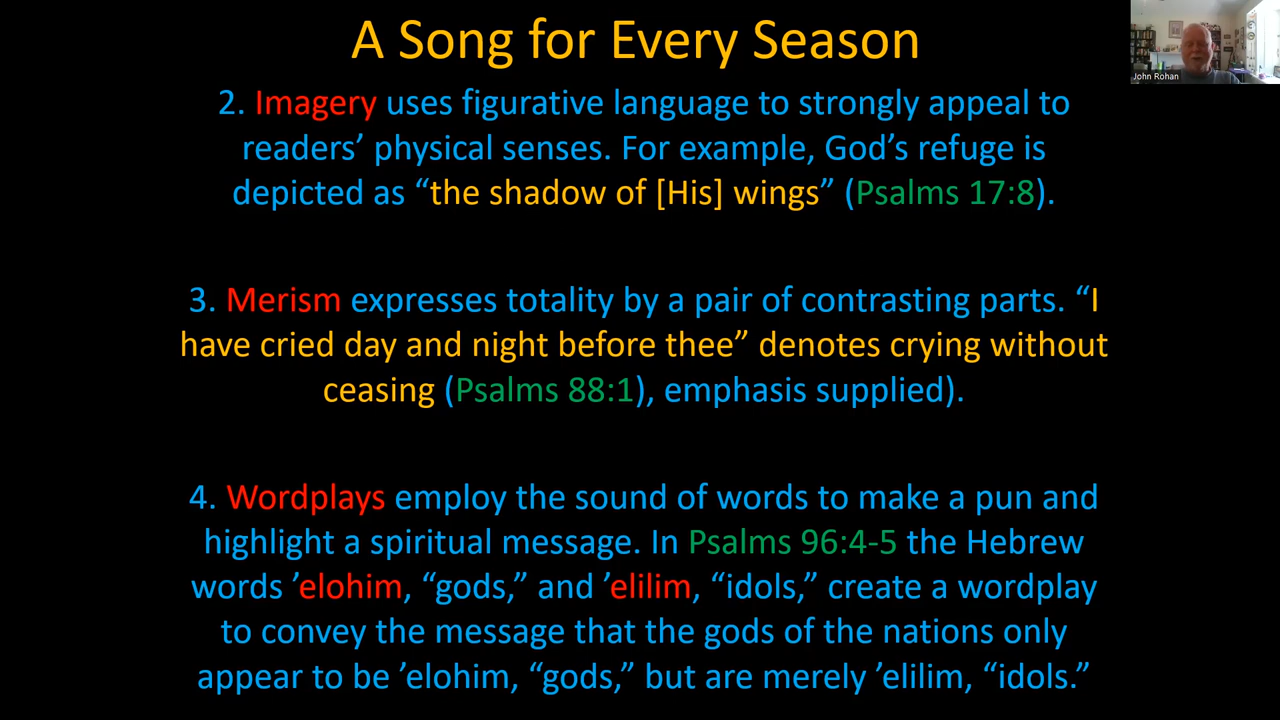 A Song for Every Season
John Rohan
2. Imagery uses figurative language to strongly appeal to
readers’ physical senses. For example, God’s refuge is
depicted as “the shadow of [His] wings” (Psalms 17:8).
3. Merism expresses totality by a pair of contrasting parts. “I
have cried day and night before thee” denotes crying without
ceasing (Psalms 88:1), emphasis supplied).
4. Wordplays employ the sound of words to make a pun and
highlight a spiritual message. In Psalms 96:4-5 the Hebrew
words ’elohim, “gods,” and ’elilim, “idols,” create a wordplay
to convey the message that the gods of the nations only
appear to be ’elohim, “gods,” but are merely ’elilim, “idols.”